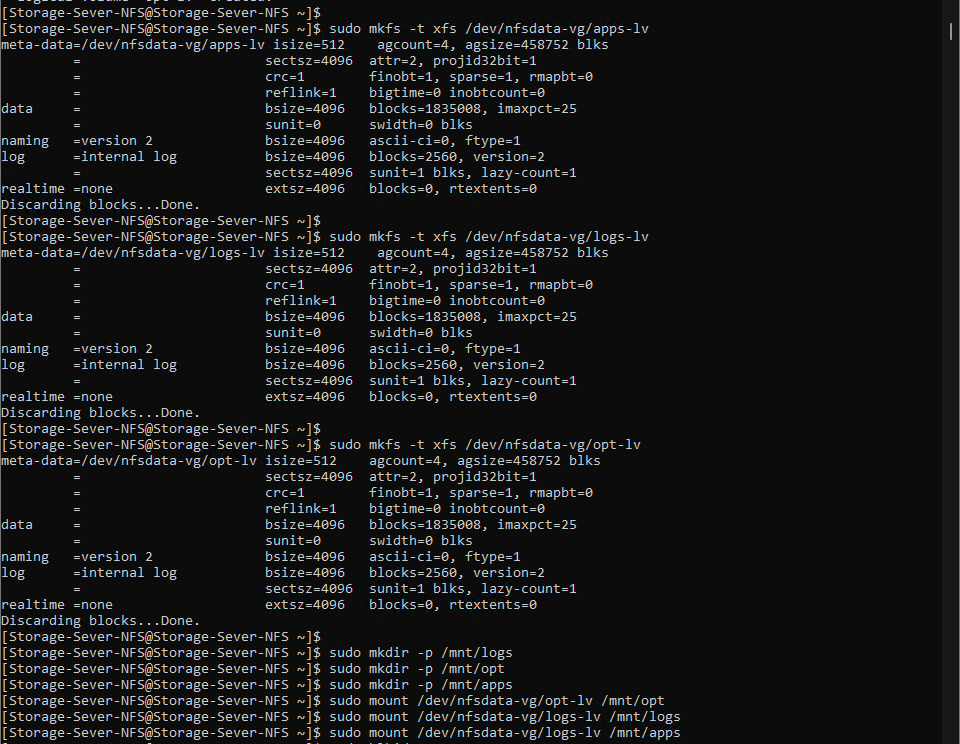 [Storage-Sever-NFS@Storage-Sever-NFS ~]$
[Storage-Sever-NFS@Storage-Sever-NFS ~]$ sudo mkfs -t xfs /dev/nfsdata-vg/apps-lv
meta-data=/dev/nfsdata-vg/apps-lv isize=512    agcount=4, agsize=458752 blks
         =                       sectsz=4096  attr=2, projid32bit=1
         =                       crc=1        finobt=1, sparse=1, rmapbt=0
         =                       reflink=1    bigtime=0 inobtcount=0
data     =                       bsize=4096   blocks=1835008, imaxpct=25
         =                       sunit=0      swidth=0 blks
naming   =version 2              bsize=4096   ascii-ci=0, ftype=1
log      =internal log           bsize=4096   blocks=2560, version=2
         =                       sectsz=4096  sunit=1 blks, lazy-count=1
realtime =none                   extsz=4096   blocks=0, rtextents=0
Discarding blocks...Done.
[Storage-Sever-NFS@Storage-Sever-NFS ~]$
[Storage-Sever-NFS@Storage-Sever-NFS ~]$ sudo mkfs -t xfs /dev/nfsdata-vg/logs-lv
meta-data=/dev/nfsdata-vg/logs-lv isize=512    agcount=4, agsize=458752 blks
         =                       sectsz=4096  attr=2, projid32bit=1
         =                       crc=1        finobt=1, sparse=1, rmapbt=0
         =                       reflink=1    bigtime=0 inobtcount=0
data     =                       bsize=4096   blocks=1835008, imaxpct=25
         =                       sunit=0      swidth=0 blks
naming   =version 2              bsize=4096   ascii-ci=0, ftype=1
log      =internal log           bsize=4096   blocks=2560, version=2
         =                       sectsz=4096  sunit=1 blks, lazy-count=1
realtime =none                   extsz=4096   blocks=0, rtextents=0
Discarding blocks...Done.
[Storage-Sever-NFS@Storage-Sever-NFS ~]$
[Storage-Sever-NFS@Storage-Sever-NFS ~]$ sudo mkfs -t xfs /dev/nfsdata-vg/opt-lv
meta-data=/dev/nfsdata-vg/opt-lv isize=512    agcount=4, agsize=458752 blks
         =                       sectsz=4096  attr=2, projid32bit=1
         =                       crc=1        finobt=1, sparse=1, rmapbt=0
         =                       reflink=1    bigtime=0 inobtcount=0
data     =                       bsize=4096   blocks=1835008, imaxpct=25
         =                       sunit=0      swidth=0 blks
naming   =version 2              bsize=4096   ascii-ci=0, ftype=1
log      =internal log           bsize=4096   blocks=2560, version=2
         =                       sectsz=4096  sunit=1 blks, lazy-count=1
realtime =none                   extsz=4096   blocks=0, rtextents=0
Discarding blocks...Done.
[Storage-Sever-NFS@Storage-Sever-NFS ~]$
[Storage-Sever-NFS@Storage-Sever-NFS ~]$ sudo mkdir -p /mnt/logs
[Storage-Sever-NFS@Storage-Sever-NFS ~]$ sudo mkdir -p /mnt/opt
[Storage-Sever-NFS@Storage-Sever-NFS ~]$ sudo mkdir -p /mnt/apps
[Storage-Sever-NFS@Storage-Sever-NFS ~]$ sudo mount /dev/nfsdata-vg/opt-lv /mnt/opt
[Storage-Sever-NFS@Storage-Sever-NFS ~]$ sudo mount /dev/nfsdata-vg/logs-lv /mnt/logs
[Storage-Sever-NFS@Storage-Sever-NFS ~]$ sudo mount /dev/nfsdata-vg/logs-lv /mnt/apps